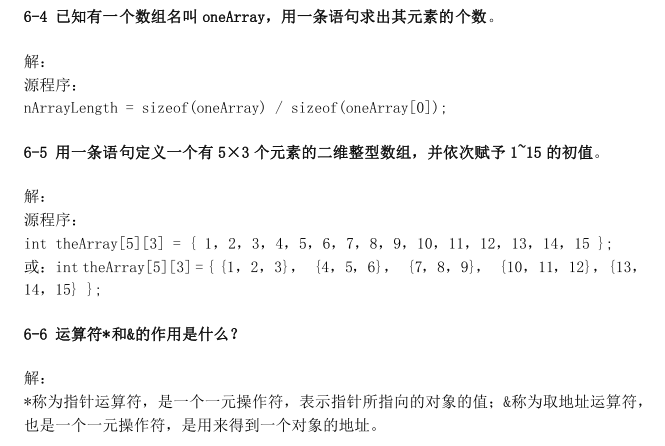 6-4 已知有一个数组名叫 oneArray，用一条语句求出其元素的个数。
解：
源程序：
nArrayLength = sizeof(oneArray) / sizeof(oneArray[0]);
6-5 用一条语句定义一个有 5×3 个元素的二维整型数组，并依次赋予 1~15 的初值。
解：
源程序：
int theArray[5][3] = { 1, 2, 3, 4, 5, 6, 7, 8, 9, 10, 11, 12, 13, 14, 15 };
或：int theArray[5][3] = { {1, 2, 3}, {4, 5, 6}, {7, 8, 9}, {10, 11, 12}, {13,
14, 15} };
6-6 运算符*和&的作用是什么？
解：
*称为指针运算符，是一个一元操作符，表示指针所指向的对象的值；&称为取地址运算符，
也是一个一元操作符，是用来得到一个对象的地址。